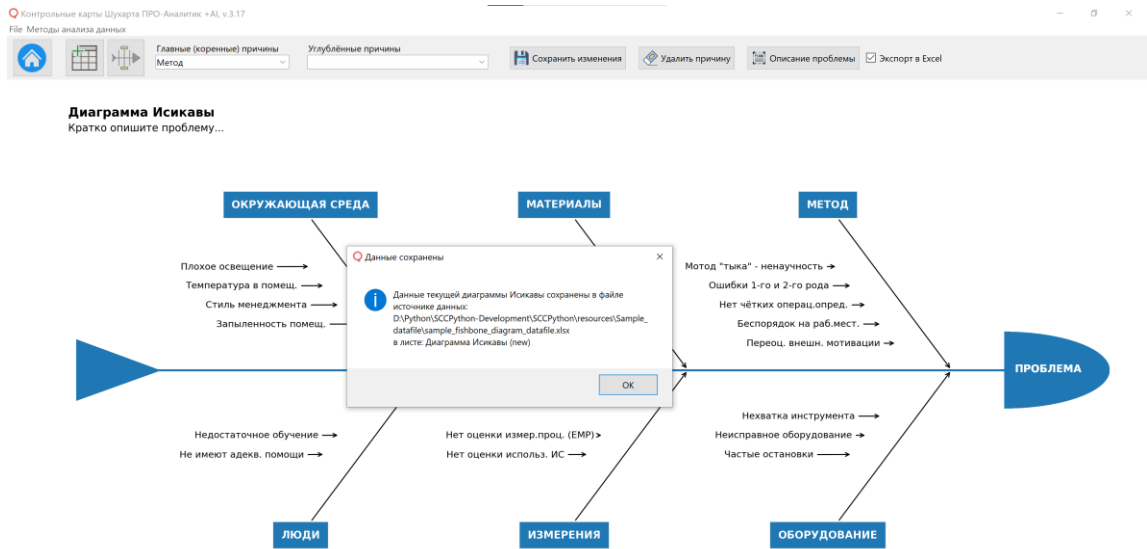 Контрольные карты Шухарта ПРО-Аналитик +AI, v.3.17
File Методы анализа данных
Главные (коренные) причины
Углублённые причины
Метод
Сохранить изменения
Удалить причину
Описание проблемы
Экспорт в Excel
Диаграмма Исикавы
Кратко опишите проблему...
ОКРУЖАЮЩАЯ СРЕДА
МАТЕРИАЛЫ
МЕТОД
Плохое освещение
Температура в помещ.
Стиль менеджмента
Запыленность помещ.
Данные сохранены
Данные текущей диаграммы Исикавы сохранены в файле
источнике данных:
D:\Python\SCCPython-Development\SCCPython\resources\Sample_
datafile\sample_fishbone_diagram_datafile.xlsx
в листе: Диаграмма Исикавы (new)
OK
Мотод "тыка" - ненаучность
Ошибки 1-го и 2-го рода
Нет чётких операц.опред.
Беспорядок на раб.мест.
Переоц. внешн. мотивации
ПРОБЛЕМА
Недостаточное обучение
Не имеют адекв. помощи
Нет оценки измер.проц. (EMP)
Нет оценки использ. ИС
Нехватка инструмента
Неисправное оборудование
Частые остановки
ЛЮДИ
ИЗМЕРЕНИЯ
ОБОРУДОВАНИЕ